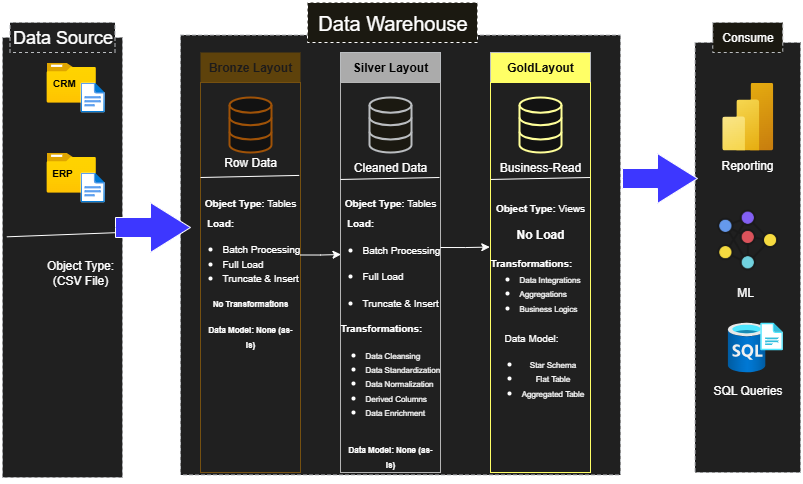 Data Source
CRM
ERP
Object Type:
(CSV File)
Data Warehouse
Bronze Layout
Row Data
Object Type: Tables
Load:
Batch Processing
Full Load
Truncate & Insert
No Transformations
Data Model: None (as-
is)
Silver Layout
Cleaned Data
Object Type: Tables
Load:
Batch Processing
Full Load
Truncate & Insert
Transformations:
Data Cleansing
Data Standardization
Data Normalization
Derived Columns
Data Enrichment
Data Model: None (as-
is)
GoldLayout
Business-Read
Object Type: Views
No Load
Transformations:
Data Integrations
Aggregations
Business Logics
Data Model:
Star Schema
Flat Table
Aggregated Table
Consume
Reporting
ML
SQL
SQL Queries